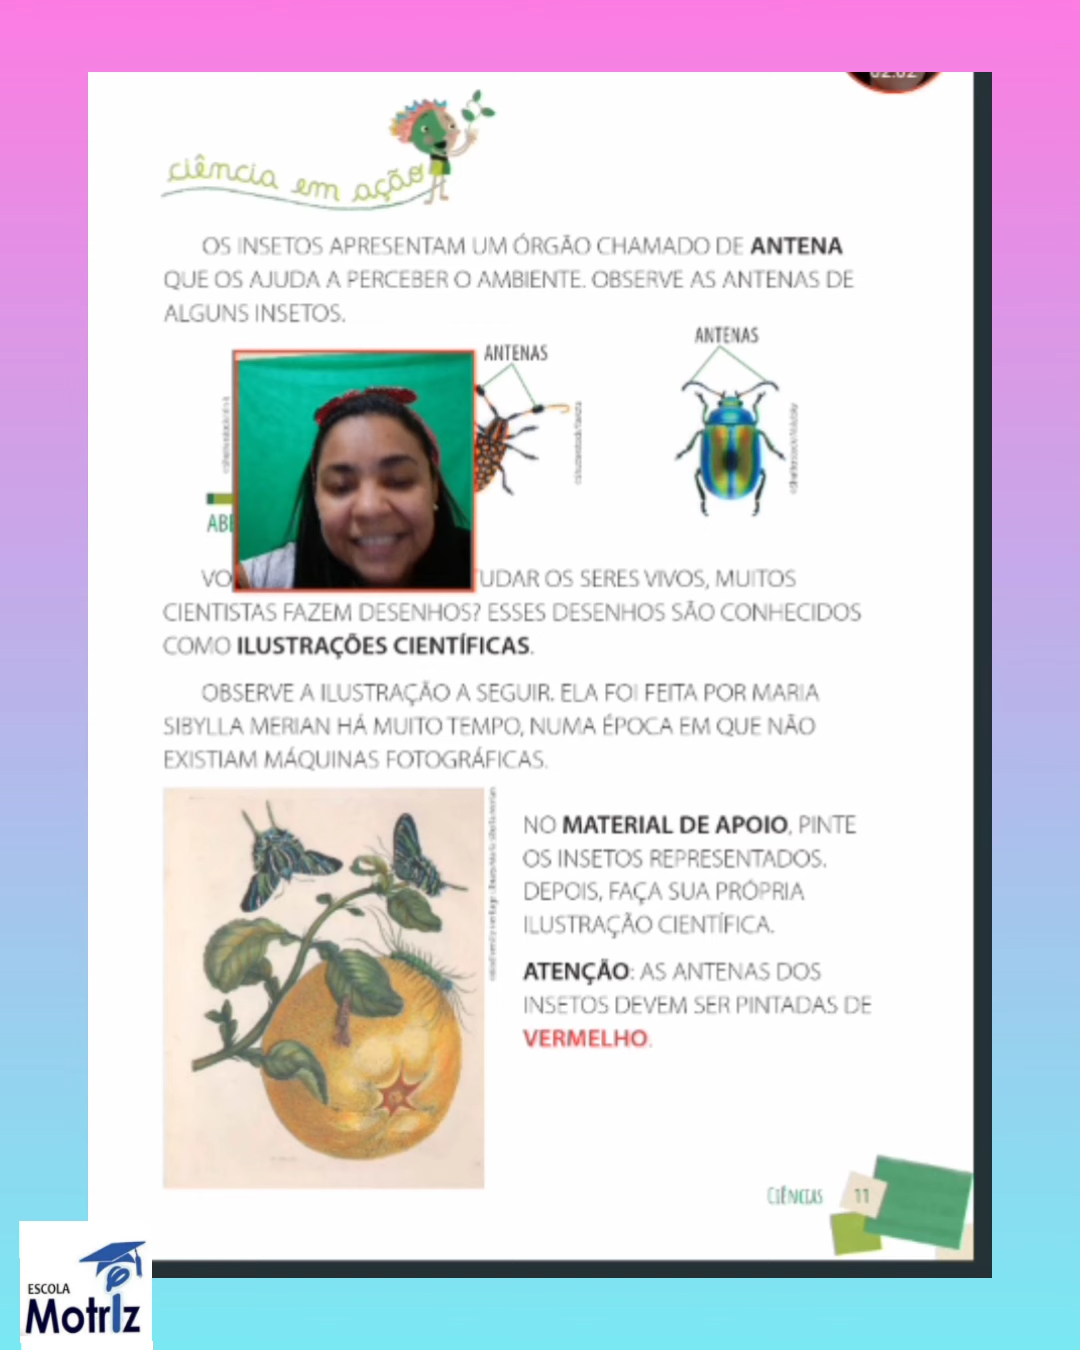 02:02
ciência em ação
OS INSETOS APRESENTAM UM ÓRGÃO CHAMADO DE ANTENA
QUE OS AJUDA A PERCEBER O AMBIENTE. OBSERVE AS ANTENAS DE
ALGUNS INSETOS.
ANTENAS
ANTENAS
VO TUDAR OS SERES VIVOS, MUITOS
CIENTISTAS FAZEM DESENHOS? ESSES DESENHOS SÃO CONHECIDOS
COMO ILUSTRAÇÕES CIENTÍFICAS.
OBSERVE A ILUSTRAÇÃO A SEGUIR. ELA FOI FEITA POR MARIA
SIBYLLA MERIAN HÁ MUITO TEMPO, NUMA ÉPOCA EM QUE NÃO
EXISTIAM MÁQUINAS FOTOGRÁFICAS.
NO MATERIAL DE APOIO, PINTE
OS INSETOS REPRESENTADOS.
DEPOIS, FAÇA SUA PRÓPRIA
ILUSTRAÇÃO CIENTÍFICA.
ATENÇÃO: AS ANTENAS DOS
INSETOS DEVEM SER PINTADAS DE
VERMELHO.
CIÊNCIAS 11
ESCOLA
MotrIz